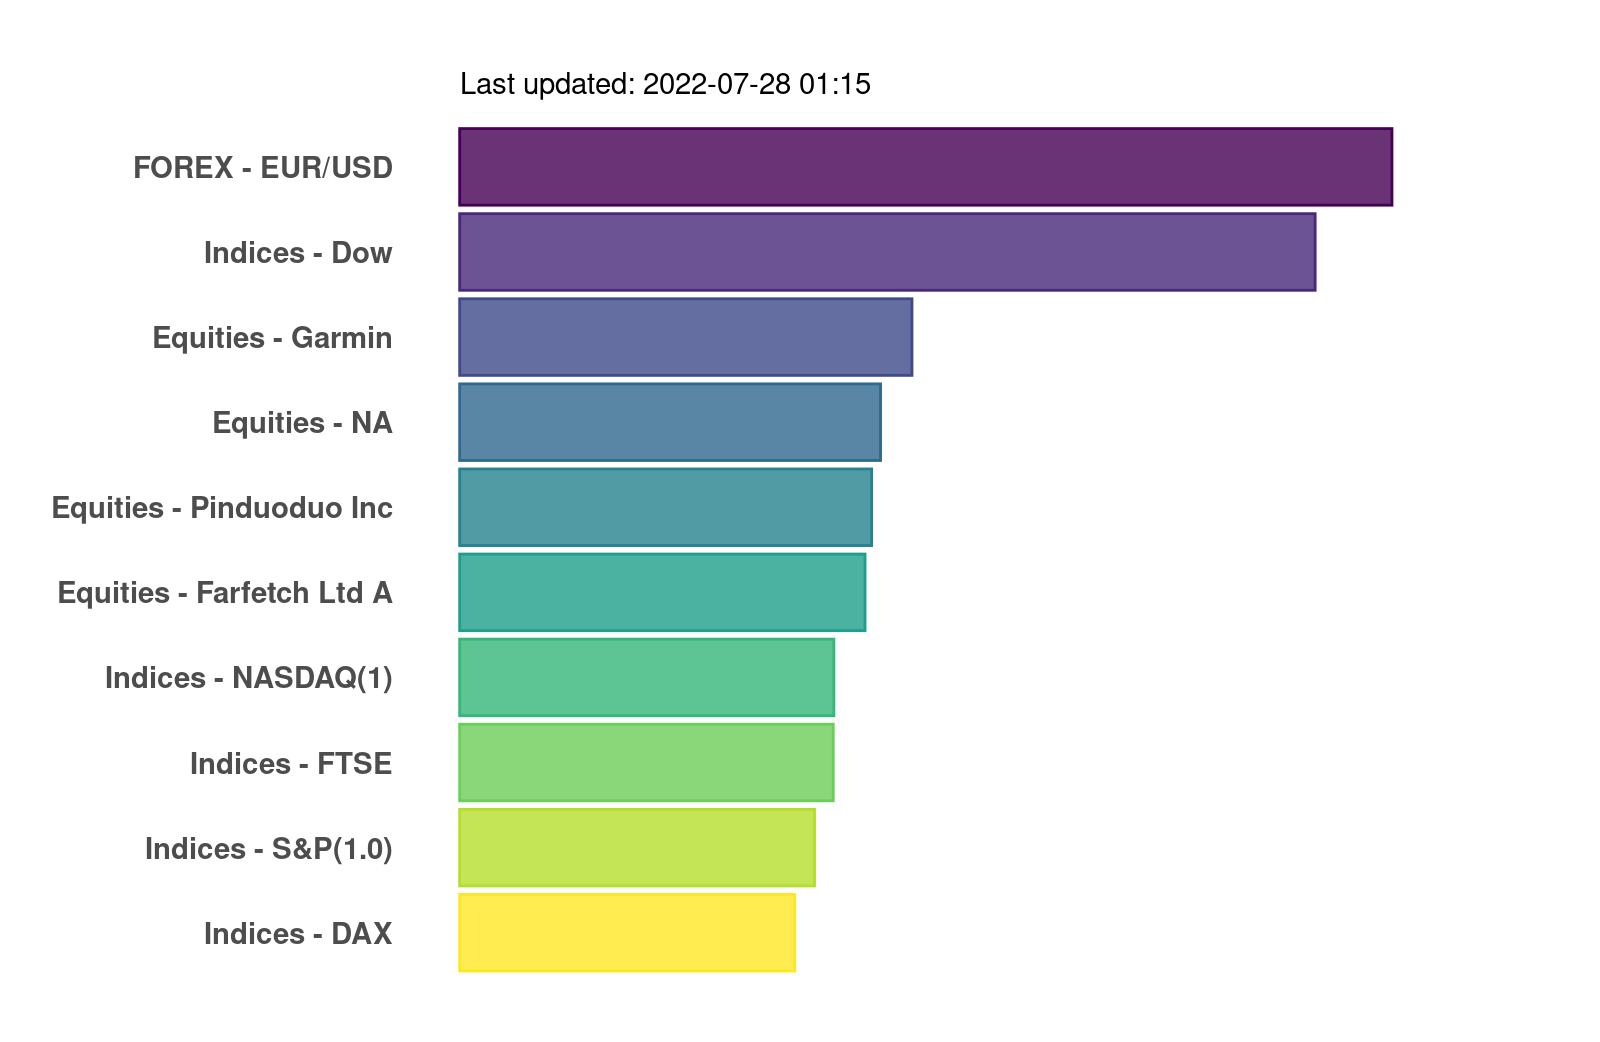 Last updated: 2022-07-28 01:15
FOREX - EUR/USD
Indices - Dow
Equities - Garmin
Equities - NA
Equities - Pinduoduo Inc
Equities - Farfetch Ltd A
Indices - NASDAQ(1)
Indices - FTSE
Indices - S&P(1.0)
Indices - DAX